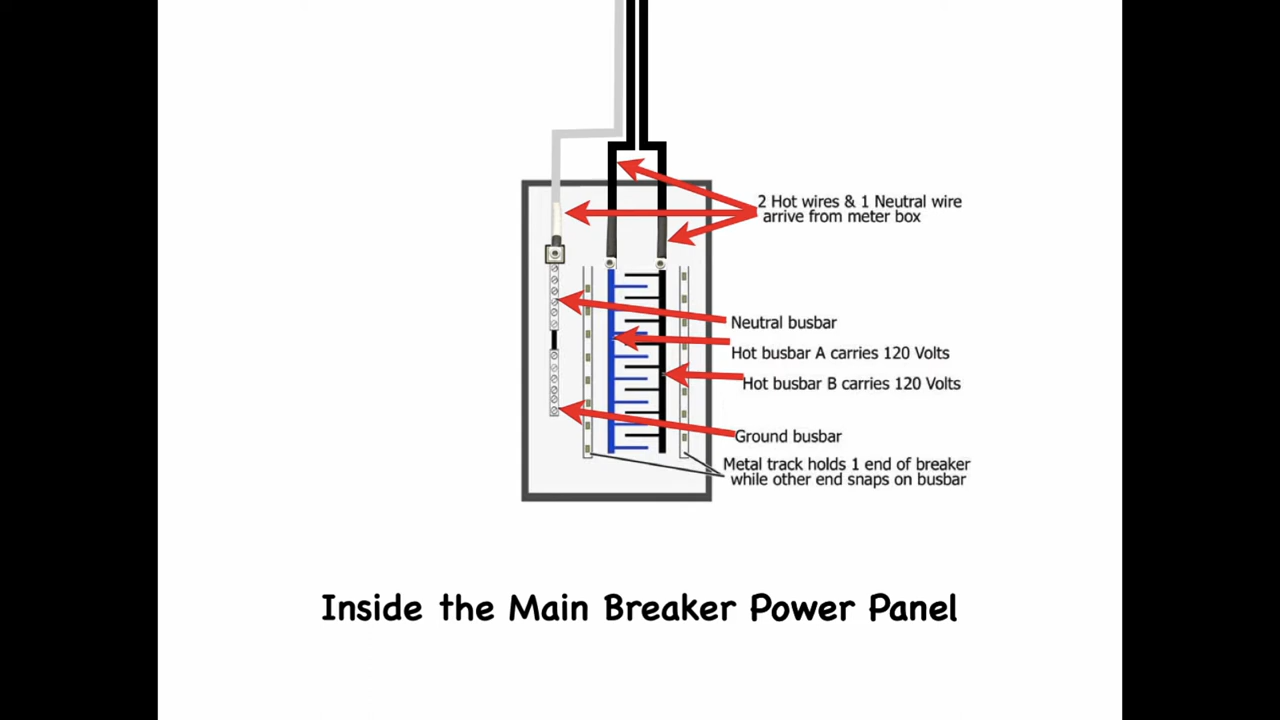 2 Hot wires & 1 Neutral wire
arrive from meter box
Neutral busbar
Hot busbar A carries 120 Volts
Hot busbar B carries 120 Volts
Ground busbar
Metal track holds 1 end of breaker
while other end snaps on busbar
Inside the Main Breaker Power Panel